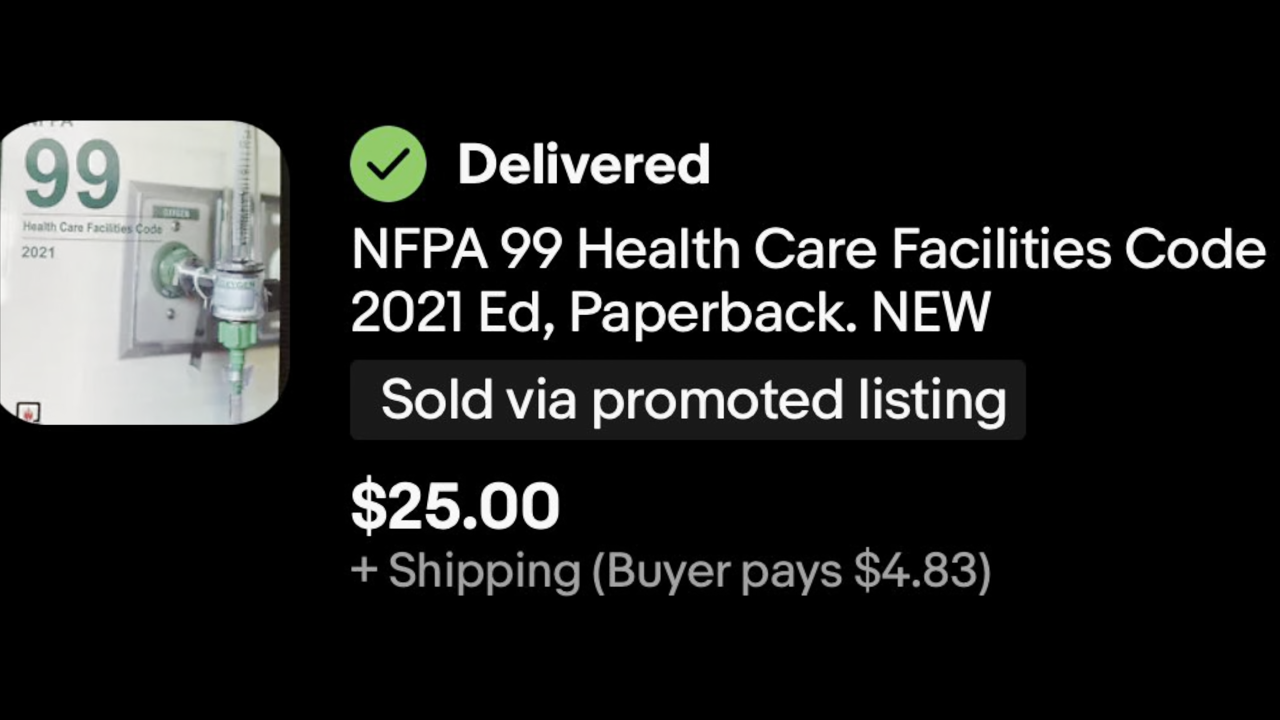 99
Health Care Facilities Code
2021
OXYGEN
Delivered
NFPA 99 Health Care Facilities Code
2021 Ed, Paperback. NEW
Sold via promoted listing
$25.00
+ Shipping (Buyer pays $4.83)